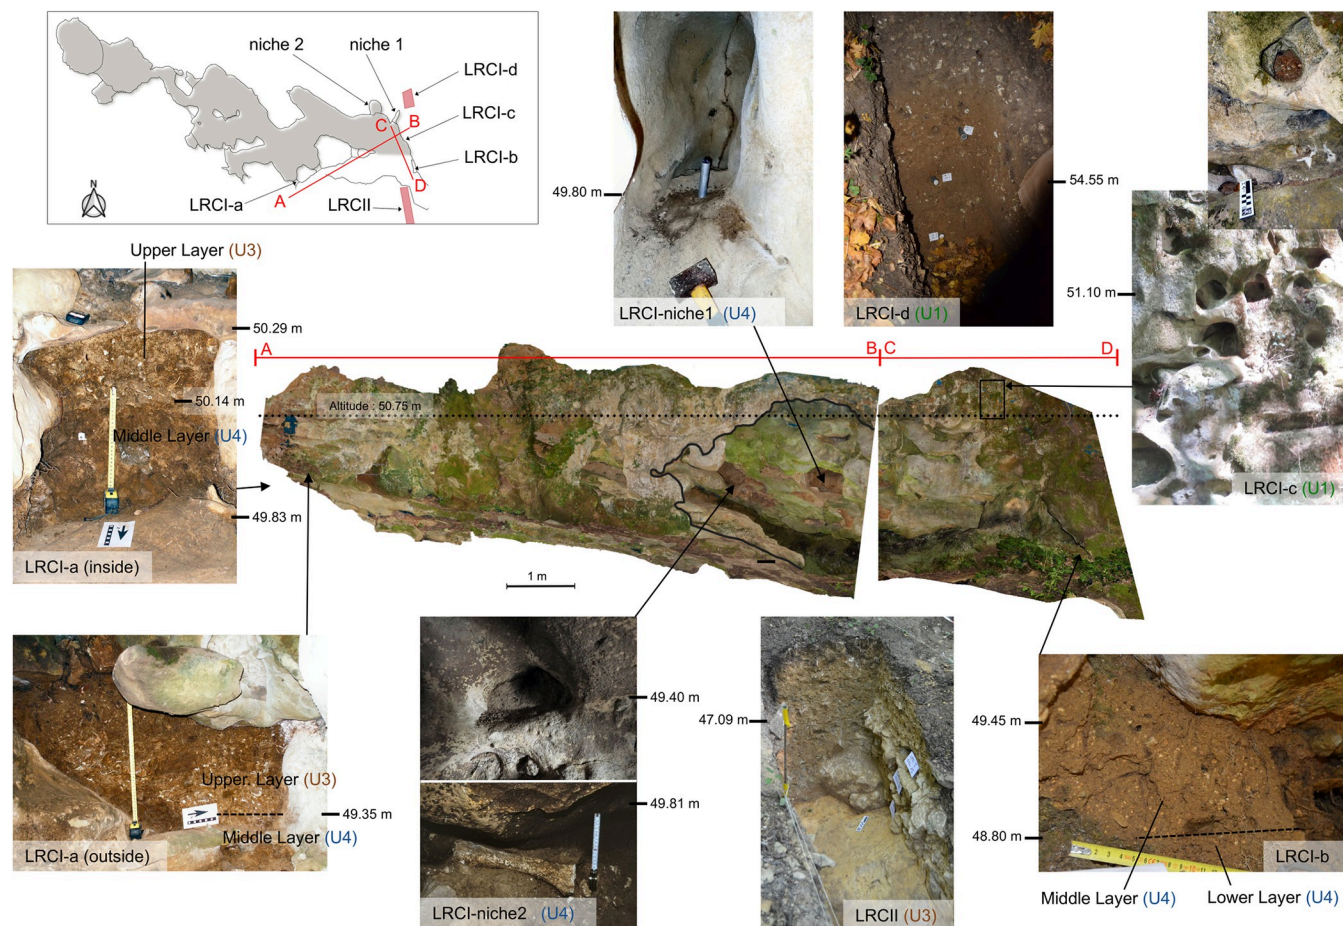 niche 2
niche 1
LRCI-d
C
B
LRCI-c
LRCI-b
D
N
LRCI-a
A
LRCII
49.80 m
LRCI-niche1 (U4)
54.55 m
LRCI-d (U1)
51.10 m
LRCI-c (U1)
Upper Layer (U3)
50.29 m
50.14 m
Middle Layer (U4)
49.83 m
LRCI-a (inside)
A
B
C
D
Altitude : 50.75 m
1 m
Upper. Layer (U3)
49.35 m
Middle Layer (U4)
LRCI-a (outside)
49.40 m
49.81 m
LRCI-niche2 (U4)
47.09 m
LRCII (U3)
49.45 m
48.80 m
LRCI-b
Middle Layer (U4)
Lower Layer (U4)